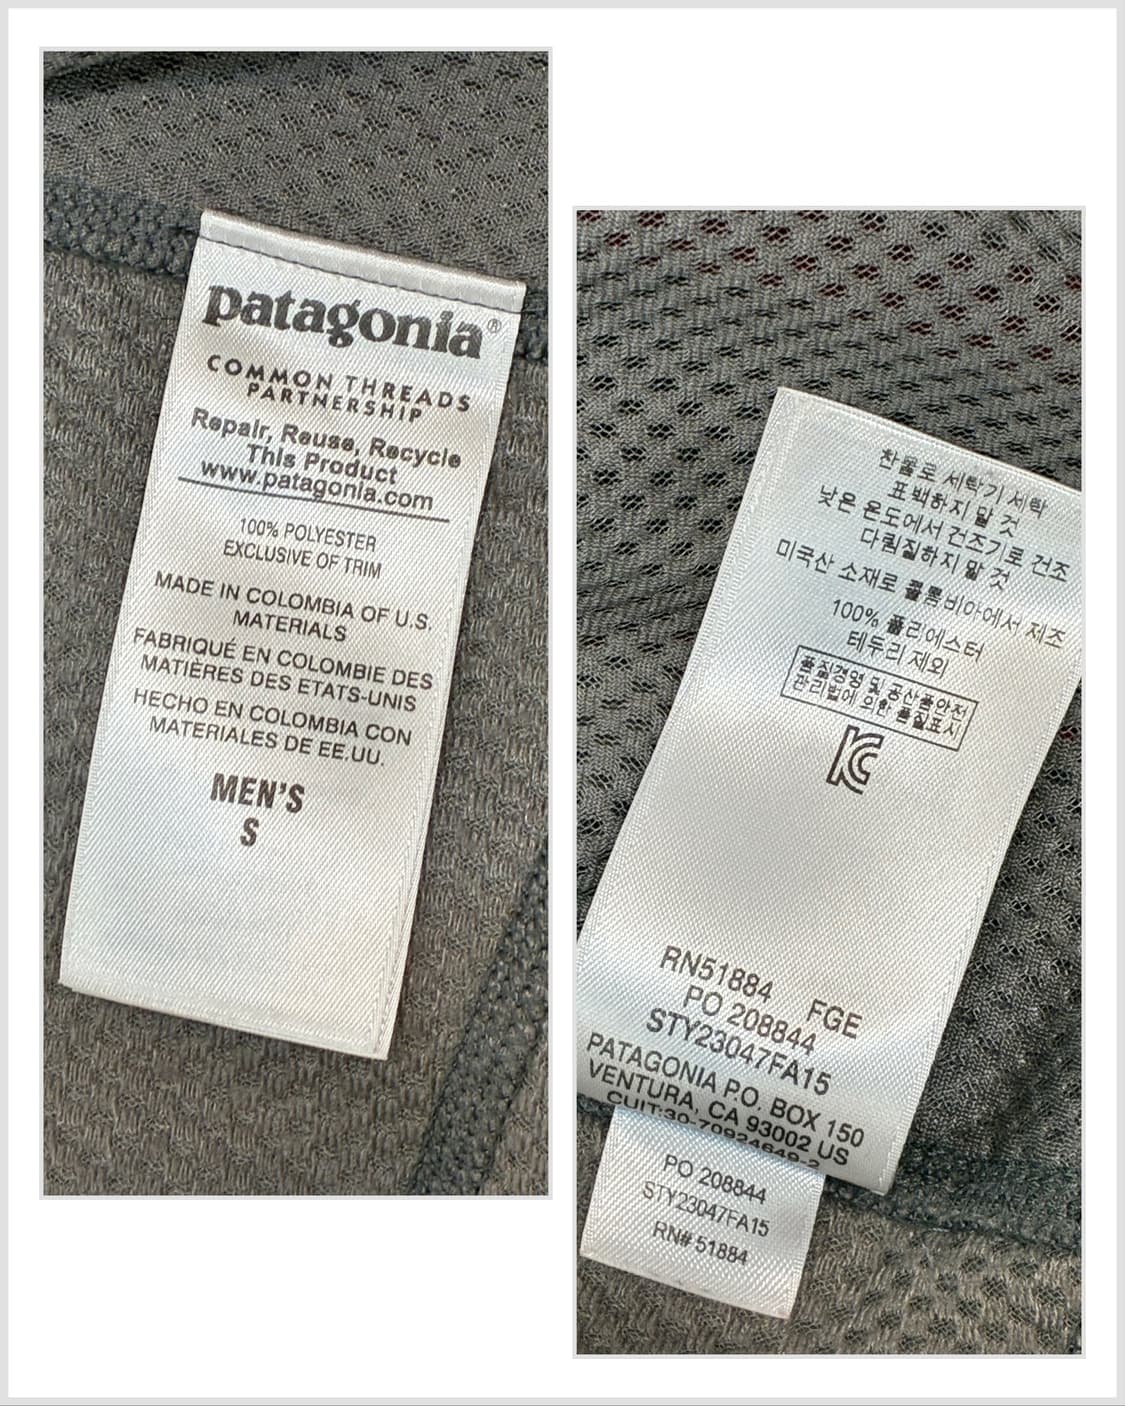 patagonia®
COMMON THREADS
PARTNERSHIP
Repair, Reuse, Recycle
This Product
www.patagonia.com
100% POLYESTER
EXCLUSIVE OF TRIM
MADE IN COLOMBIA OF U.S.
MATERIALS
FABRIQUÉ EN COLOMBIE DES
MATIÈRES DES ETATS-UNIS
HECHO EN COLOMBIA CON
MATERIALES DE EE.UU.
MEN'S
S
찬물로 세탁기 세탁
표백하지 말 것
낮은 온도에서 건조기로 건조
다림질하지 말 것
미국산 소재로 콜롬비아에서 제조
100% 폴리에스터
테두리 제외
품질경영 및 공산품안전
관리법에 의한 품질표시
KC
RN51884 FGE
PO 208844
STY23047FA15
PATAGONIA P.O. BOX 150
VENTURA, CA 93002 US
CUIT:30-70924649-2
PO 208844
STY23047FA15
RN# 51884